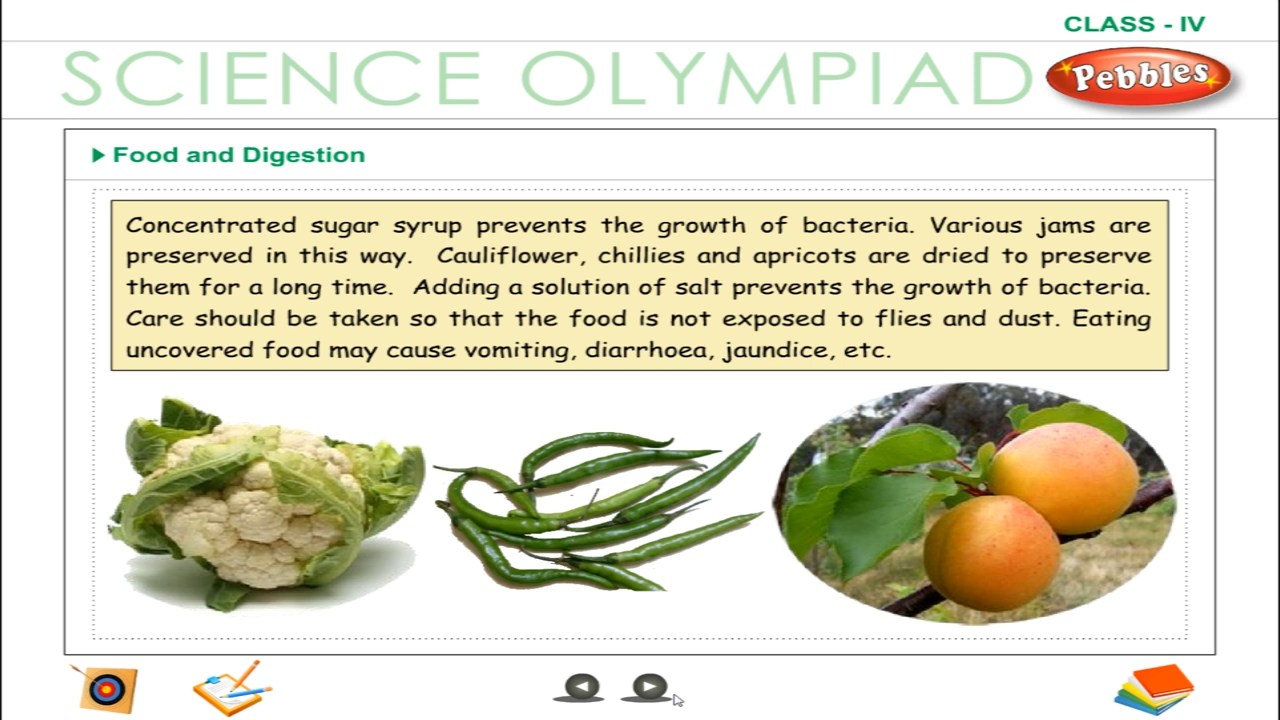 CLASS - IV
SCIENCE OLYMPIAD
Pebbles
Food and Digestion
Concentrated sugar syrup prevents the growth of bacteria. Various jams are
preserved in this way. Cauliflower, chillies and apricots are dried to preserve
them for a long time. Adding a solution of salt prevents the growth of bacteria.
Care should be taken so that the food is not exposed to flies and dust. Eating
uncovered food may cause vomiting, diarrhoea, jaundice, etc.